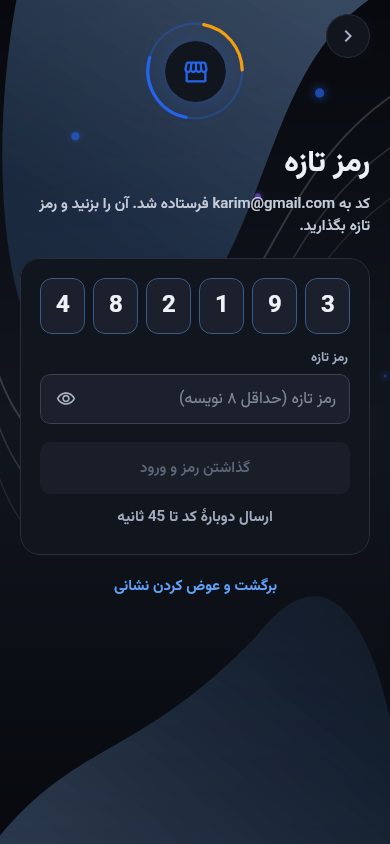 رمز تازه
کد به karim@gmail.com فرستاده شد. آن را بزنید و رمز
تازه بگذارید.
4 8 2 1 9 3
رمز تازه
رمز تازه (حداقل ۸ نویسه)
گذاشتن رمز و ورود
ارسال دوبارهٔ کد تا 45 ثانیه
برگشت و عوض کردن نشانی